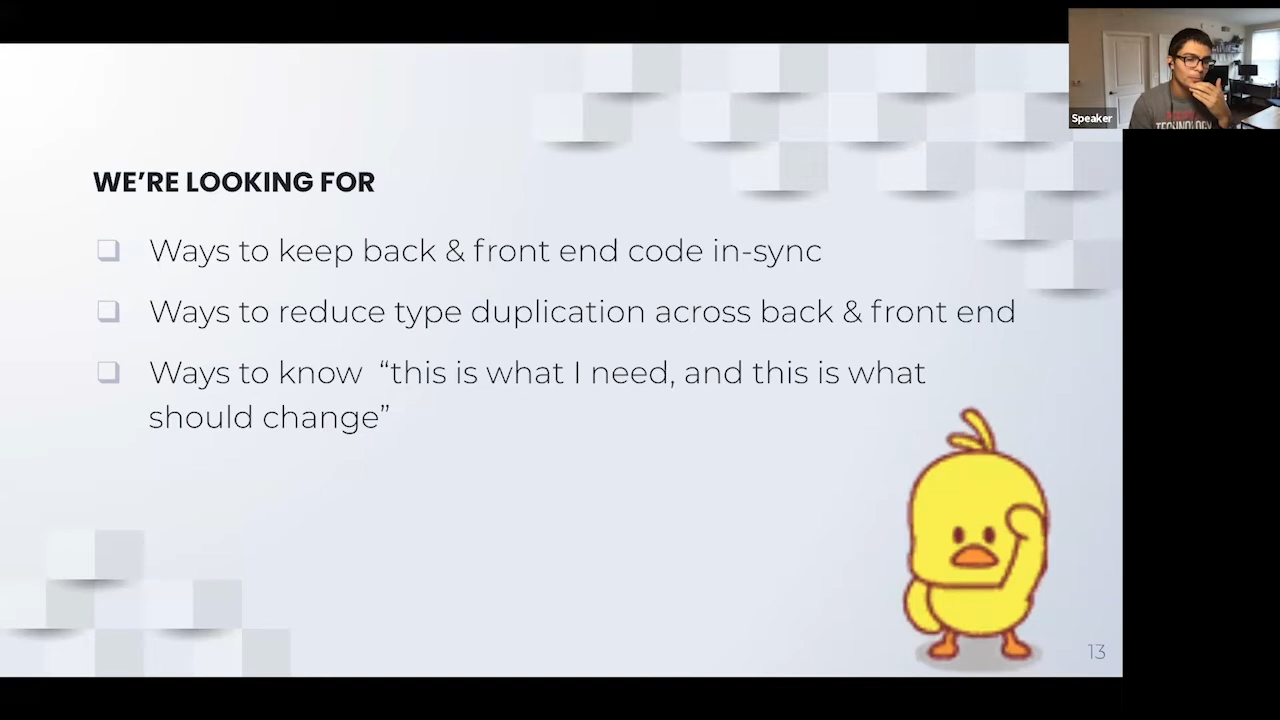 Speaker
TECHNOLOGY
WE'RE LOOKING FOR
❑ Ways to keep back & front end code in-sync
❑ Ways to reduce type duplication across back & front end
❑ Ways to know “this is what I need, and this is what
should change”
13